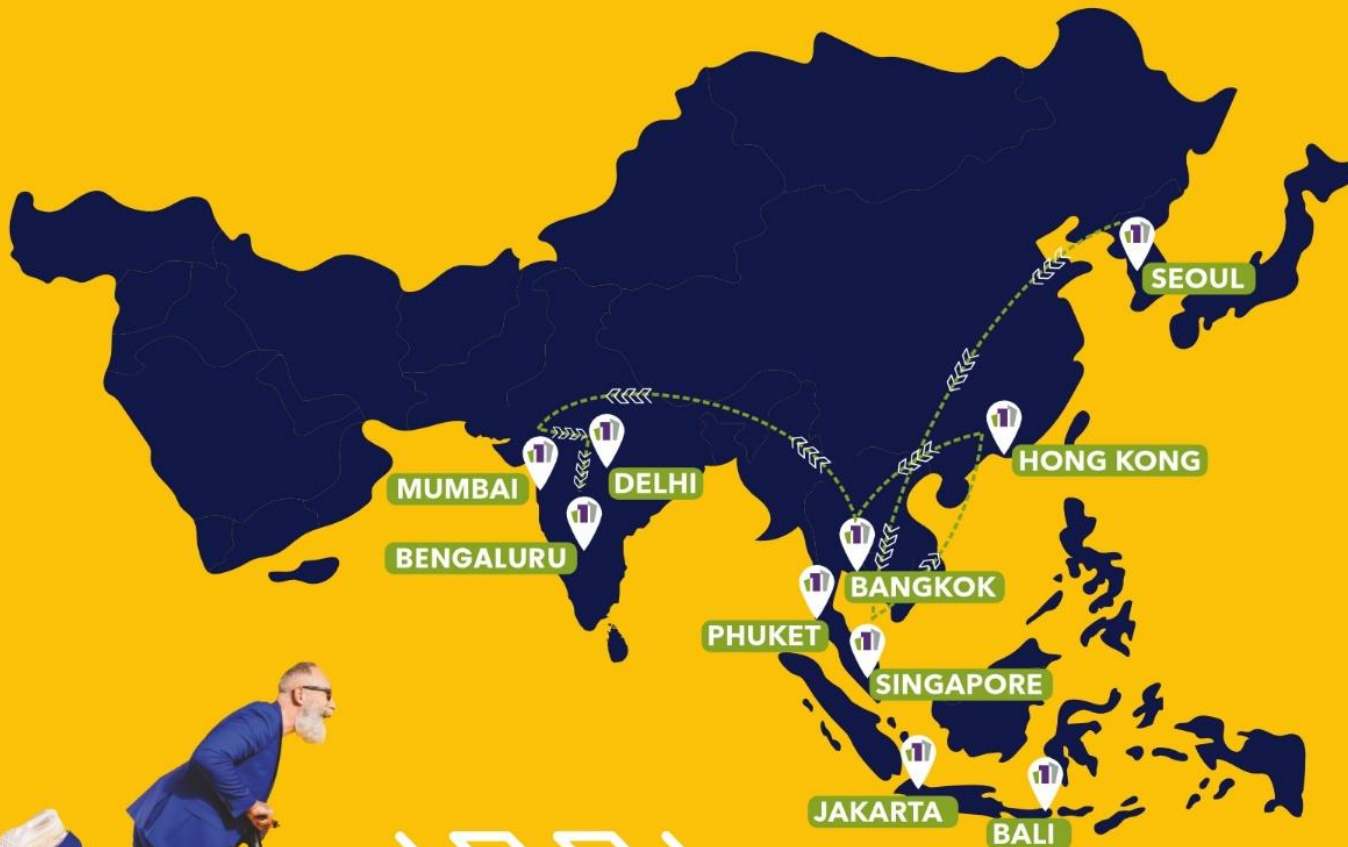 SEOUL
HONG KONG
MUMBAI
DELHI
BENGALURU
BANGKOK
PHUKET
SINGAPORE
JAKARTA
BALI